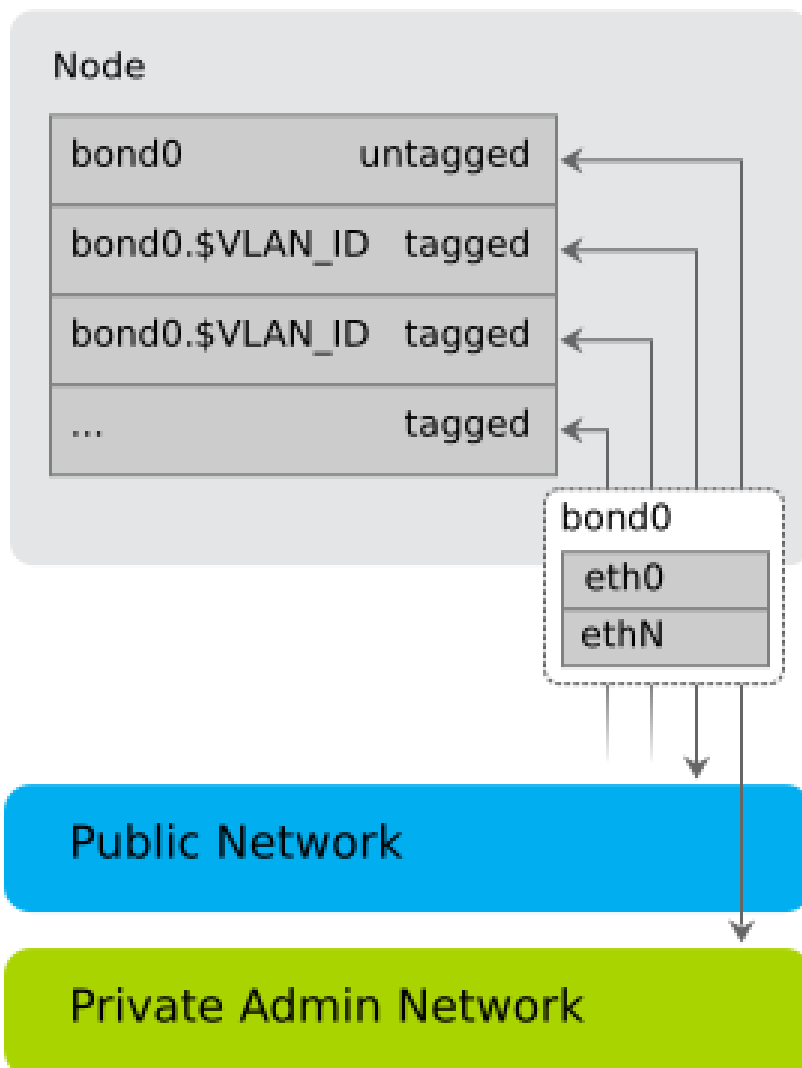 Node
bond0 untagged
bond0.$VLAN_ID tagged
bond0.$VLAN_ID tagged
... tagged
bond0
eth0
ethN
Public Network
Private Admin Network